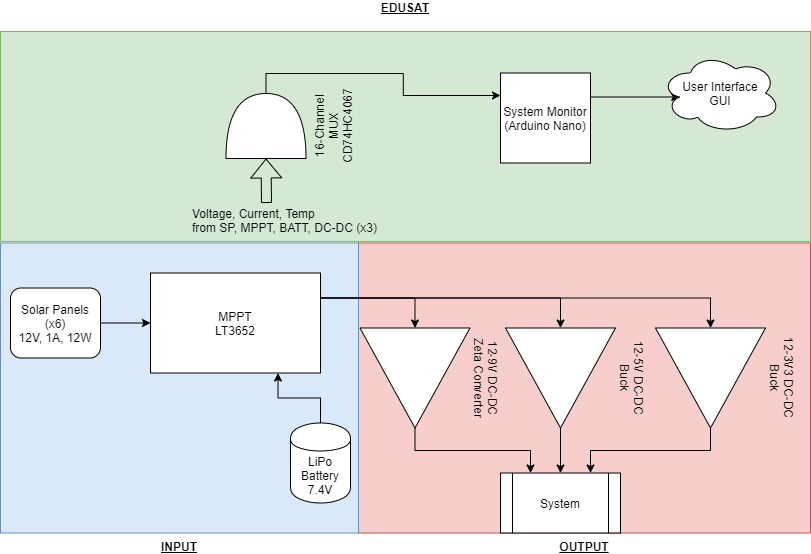 EDUSAT
16-Channel
MUX
CD74HC4067
System Monitor
(Arduino Nano)
User Interface
GUI
Voltage, Current, Temp
from SP, MPPT, BATT, DC-DC (x3)
Solar Panels
(x6)
12V, 1A, 12W
MPPT
LT3652
LiPo
Battery
7.4V
12-9V DC-DC
Zeta Converter
12-5V DC-DC
Buck
12-3V3 DC-DC
Buck
System
INPUT
OUTPUT